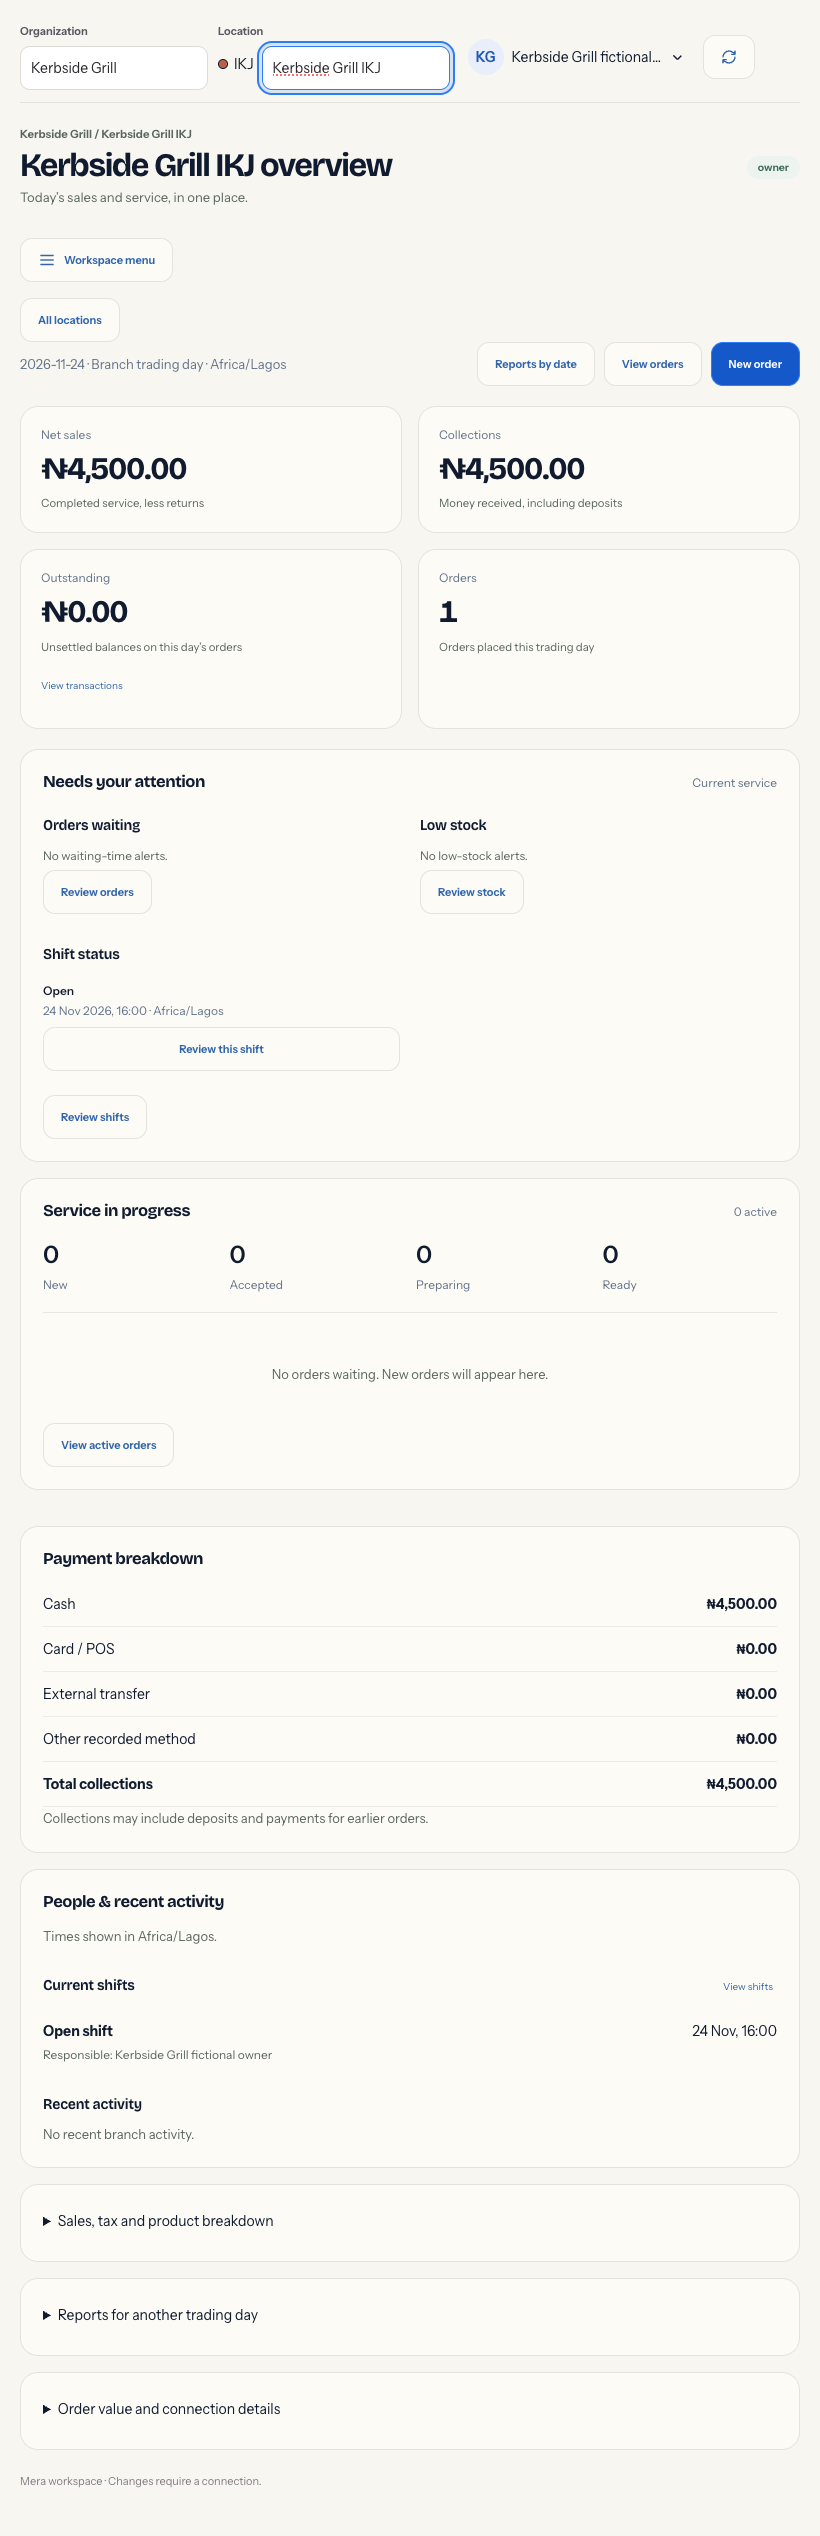 Organization
Location
Kerbside Grill
IKJ
Kerbside Grill IKJ
KG
Kerbside Grill fictional...
Kerbside Grill / Kerbside Grill IKJ
Kerbside Grill IKJ overview
owner
Today's sales and service, in one place.
Workspace menu
All locations
2026-11-24 · Branch trading day · Africa/Lagos
Reports by date
View orders
New order
Net sales
₦4,500.00
Completed service, less returns
Collections
₦4,500.00
Money received, including deposits
Outstanding
₦0.00
Unsettled balances on this day's orders
View transactions
Orders
1
Orders placed this trading day
Needs your attention
Current service
Orders waiting
No waiting-time alerts.
Review orders
Low stock
No low-stock alerts.
Review stock
Shift status
Open
24 Nov 2026, 16:00 · Africa/Lagos
Review this shift
Review shifts
Service in progress
0 active
0
New
0
Accepted
0
Preparing
0
Ready
No orders waiting. New orders will appear here.
View active orders
Payment breakdown
Cash ₦4,500.00
Card / POS ₦0.00
External transfer ₦0.00
Other recorded method ₦0.00
Total collections ₦4,500.00
Collections may include deposits and payments for earlier orders.
People & recent activity
Times shown in Africa/Lagos.
Current shifts
View shifts
Open shift
24 Nov, 16:00
Responsible: Kerbside Grill fictional owner
Recent activity
No recent branch activity.
Sales, tax and product breakdown
Reports for another trading day
Order value and connection details
Mera workspace · Changes require a connection.